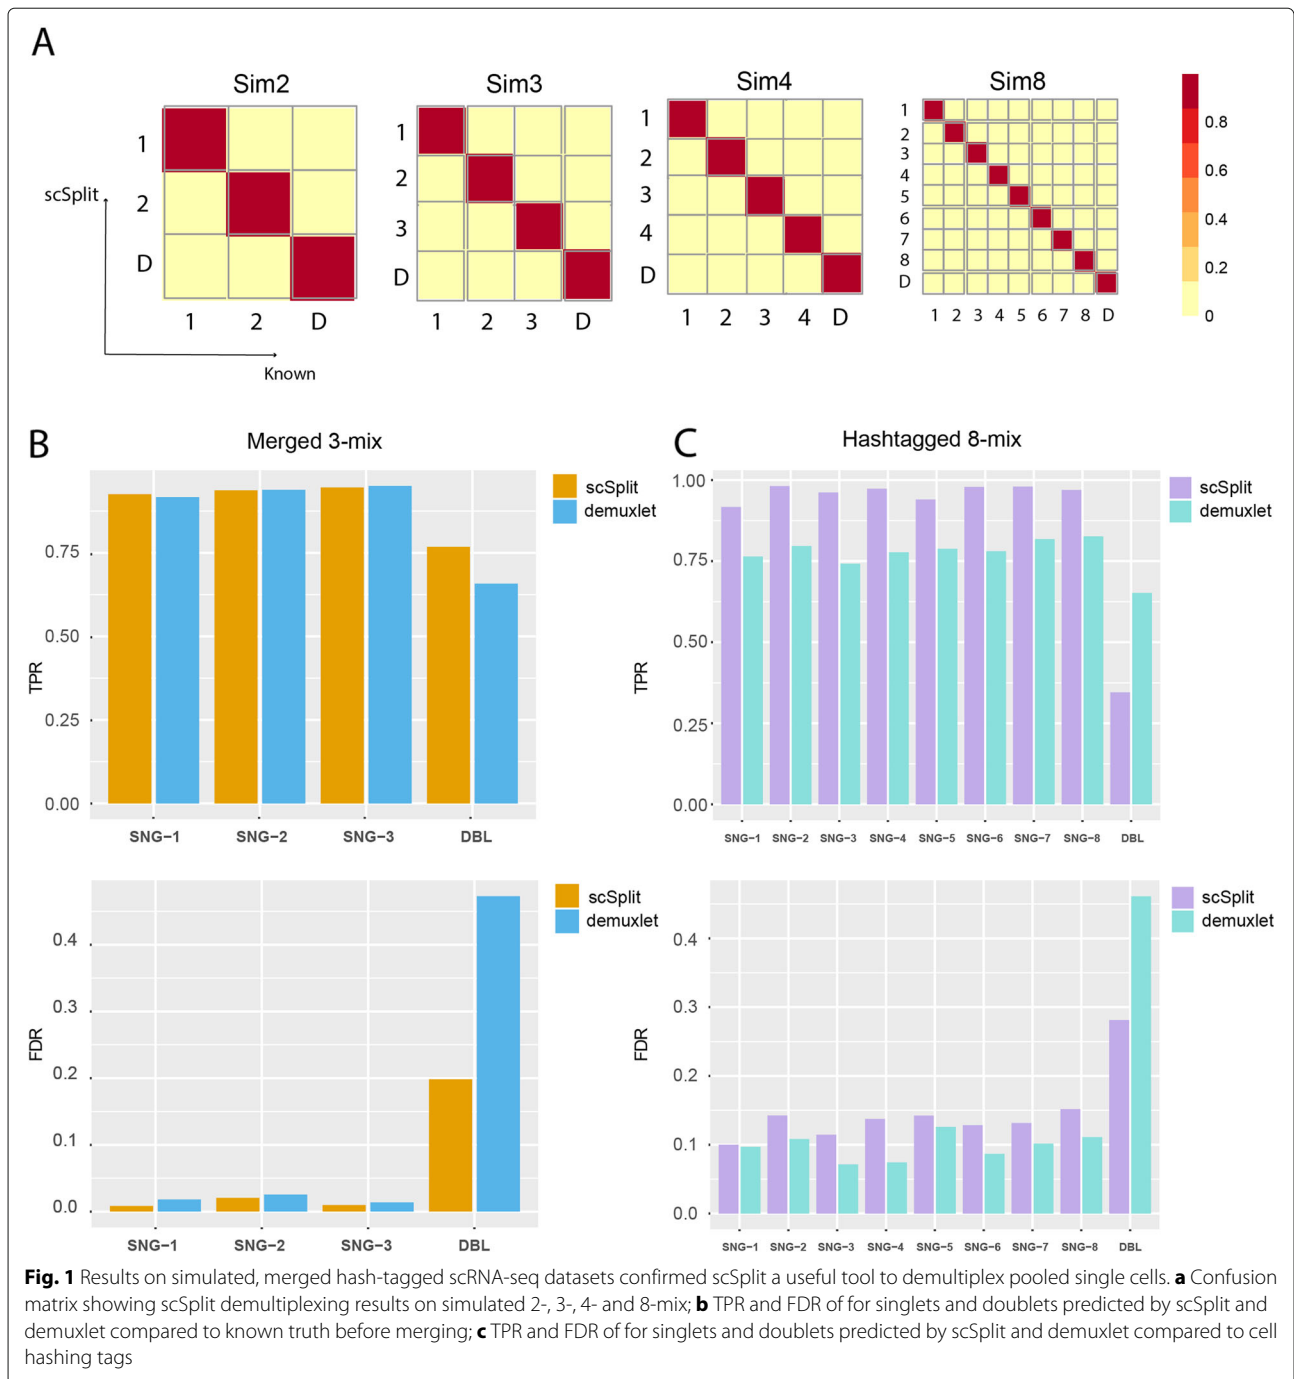 A
Sim2
Sim3
Sim4
Sim8
1
2
D
1 2 D
scSplit
Known
1
2
3
D
1 2 3 D
1
2
3
4
D
1 2 3 4 D
1
2
3
4
5
6
7
8
D
1 2 3 4 5 6 7 8 D
0.8
0.6
0.4
0.2
0
B
Merged 3-mix
scSplit
demuxlet
TPR
0.75
0.50
0.25
0.00
SNG-1 SNG-2 SNG-3 DBL
scSplit
demuxlet
FDR
0.4
0.3
0.2
0.1
0.0
SNG-1 SNG-2 SNG-3 DBL
C
Hashtagged 8-mix
scSplit
demuxlet
TPR
1.00
0.75
0.50
0.25
0.00
SNG-1 SNG-2 SNG-3 SNG-4 SNG-5 SNG-6 SNG-7 SNG-8 DBL
scSplit
demuxlet
FDR
0.4
0.3
0.2
0.1
0.0
SNG-1 SNG-2 SNG-3 SNG-4 SNG-5 SNG-6 SNG-7 SNG-8 DBL
Fig. 1 Results on simulated, merged hash-tagged scRNA-seq datasets confirmed scSplit a useful tool to demultiplex pooled single cells. a Confusion
matrix showing scSplit demultiplexing results on simulated 2-, 3-, 4- and 8-mix; b TPR and FDR of for singlets and doublets predicted by scSplit and
demuxlet compared to known truth before merging; c TPR and FDR of for singlets and doublets predicted by scSplit and demuxlet compared to cell
hashing tags